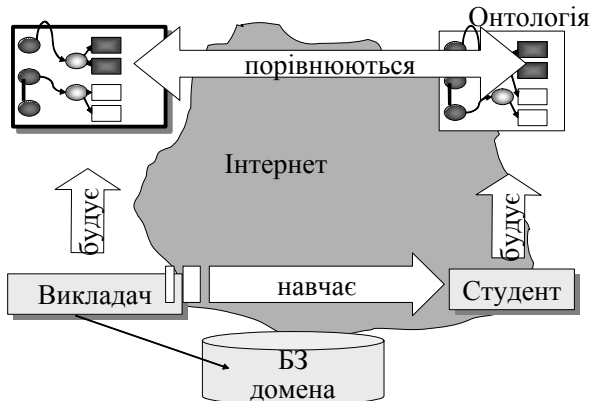 Онтологія
порівнюються
Інтернет
будує
будує
Викладач
навчає
Студент
БЗ
домена